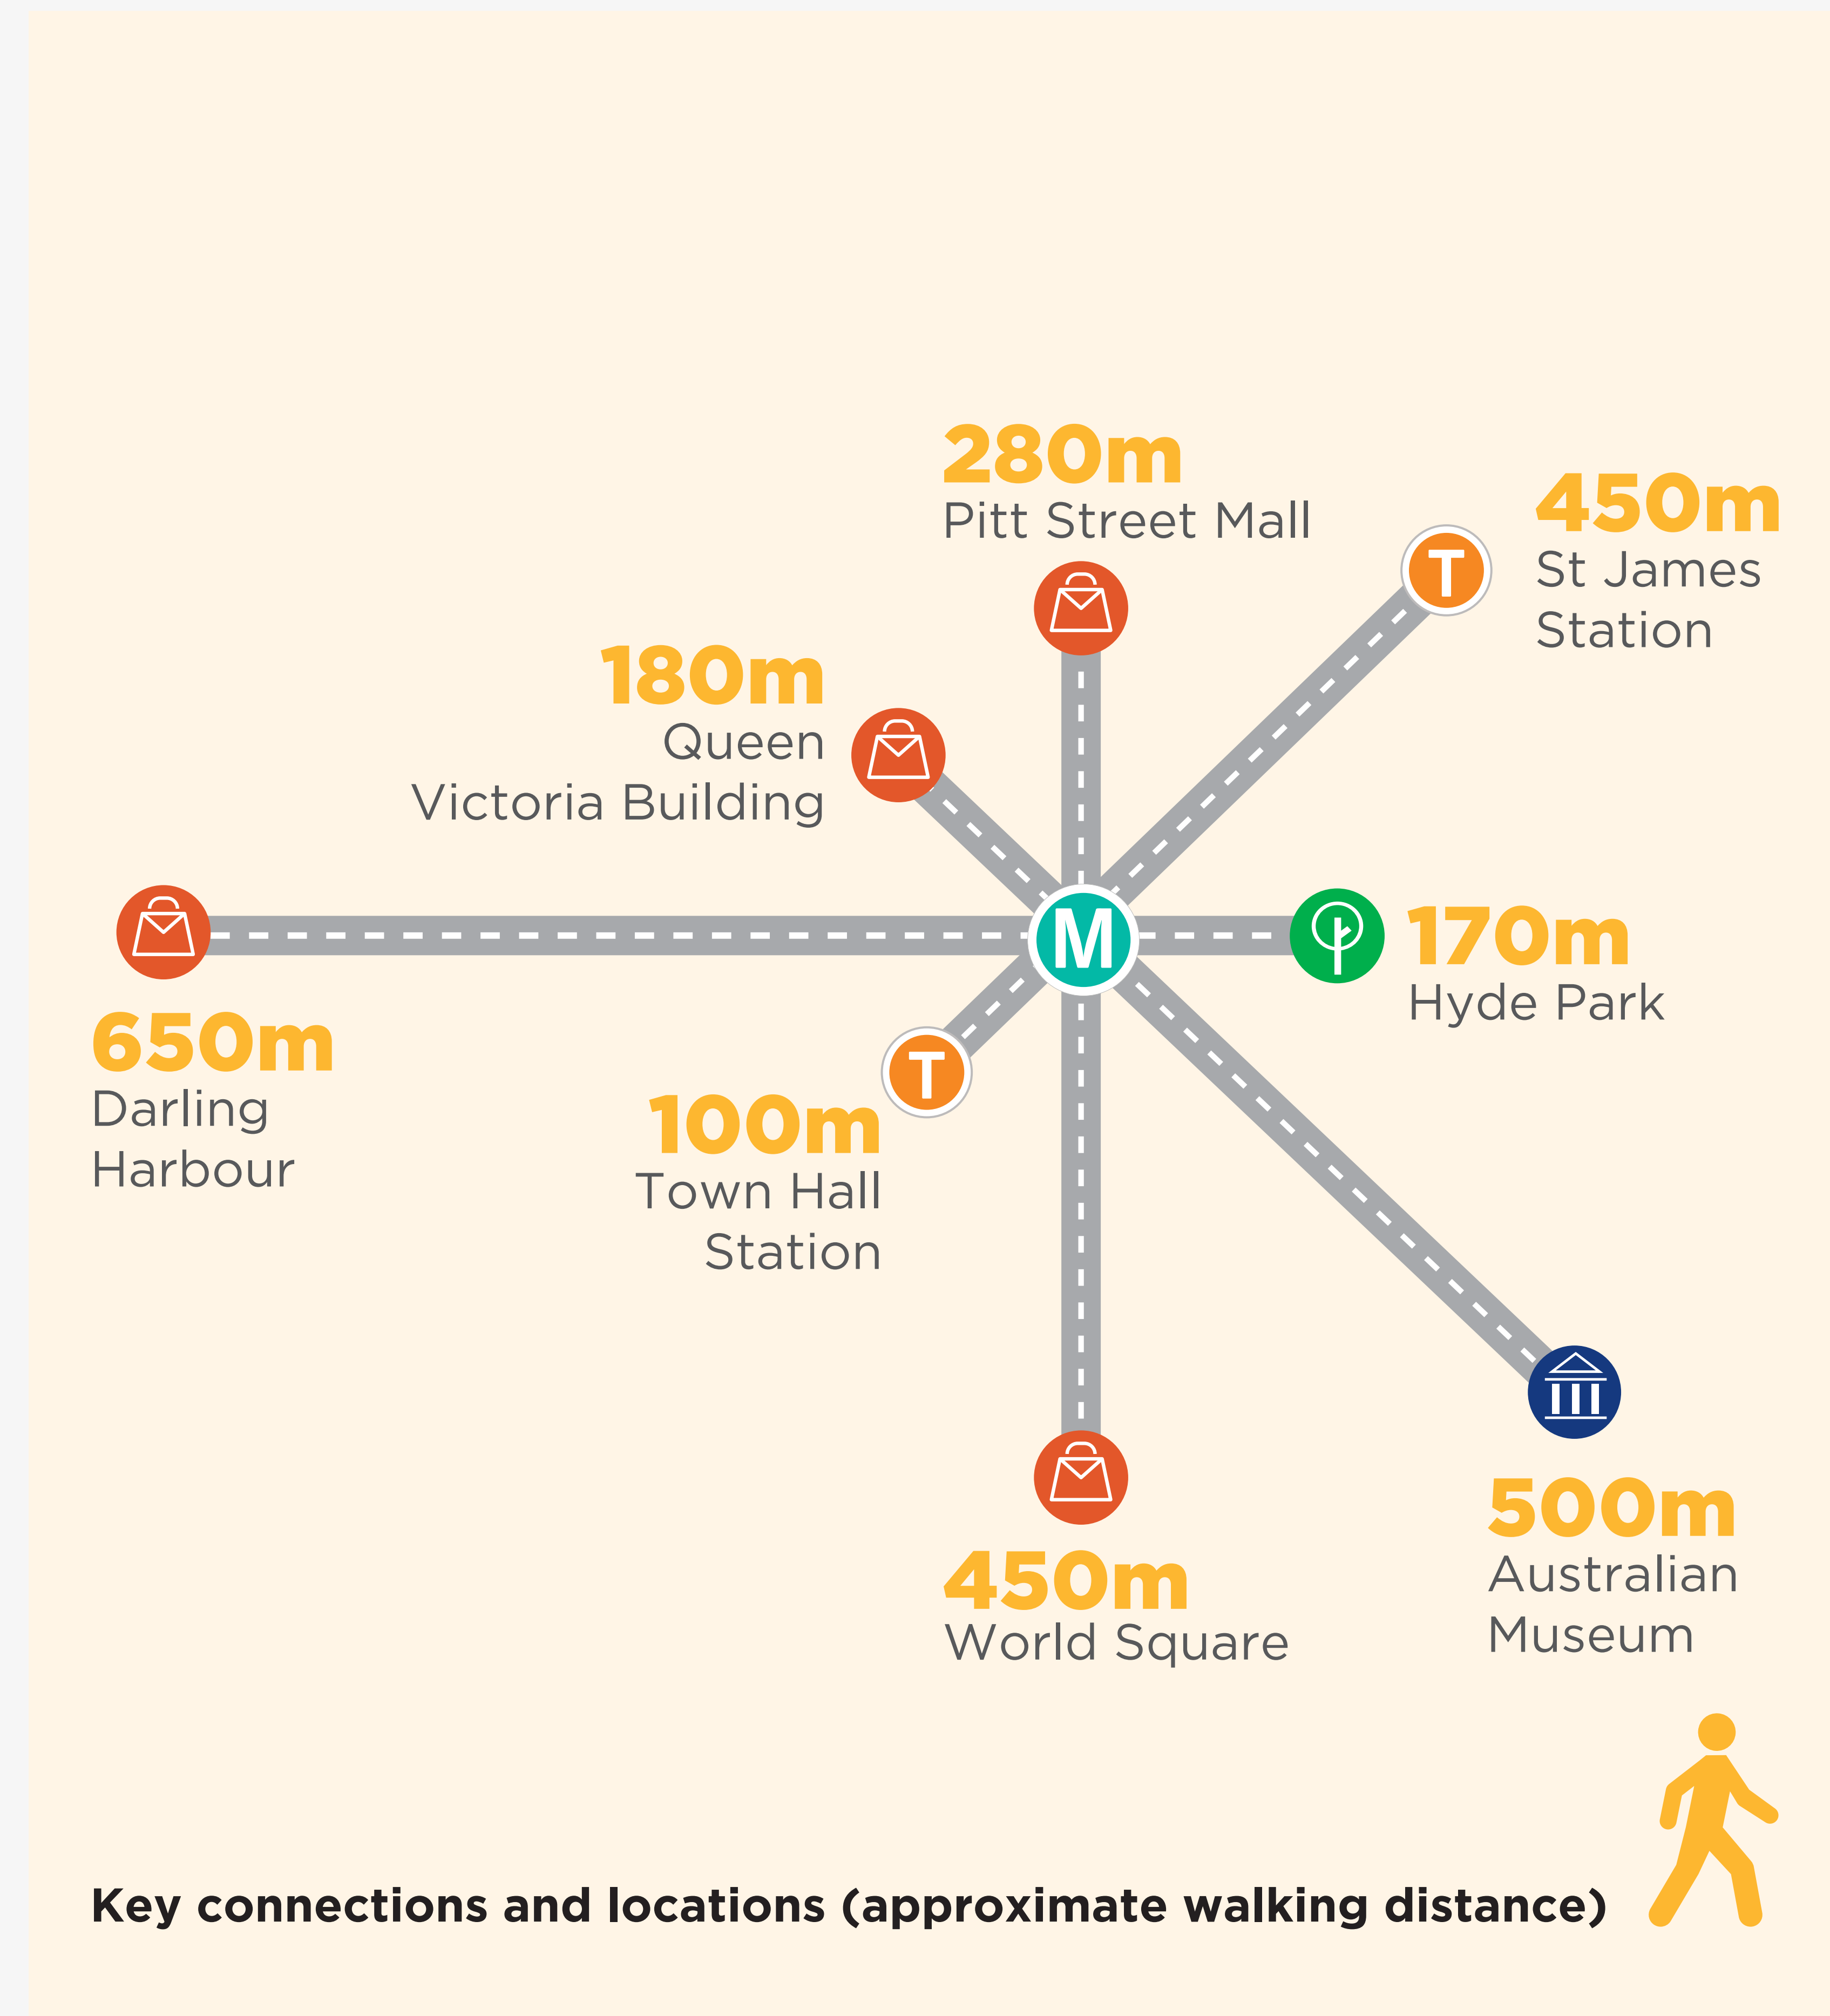 280m
Pitt Street Mall
450m
St James
Station
T
180m
Queen
Victoria Building
M
170m
Hyde Park
650m
Darling
Harbour
T
100m
Town Hall
Station
500m
Australian
Museum
450m
World Square
Key connections and locations (approximate walking distance)